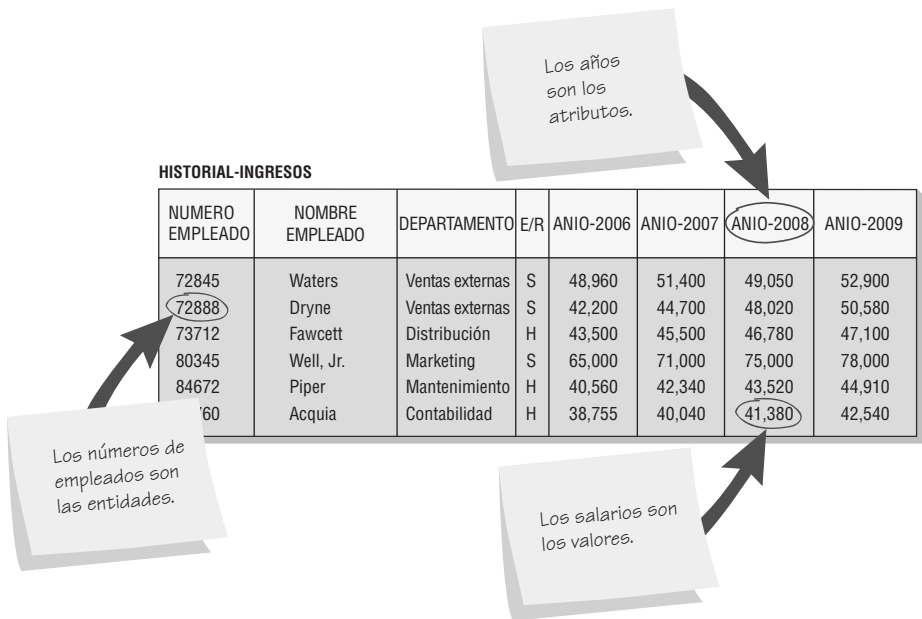 Los años
son los
atributos.
HISTORIAL-INGRESOS
NUMERO EMPLEADO NOMBRE EMPLEADO DEPARTAMENTO E/R ANIO-2006 ANIO-2007 ANIO-2008 ANIO-2009
72845 Waters Ventas externas S 48,960 51,400 49,050 52,900
72888 Dryne Ventas externas S 42,200 44,700 48,020 50,580
73712 Fawcett Distribución H 43,500 45,500 46,780 47,100
80345 Well, Jr. Marketing S 65,000 71,000 75,000 78,000
84672 Piper Mantenimiento H 40,560 42,340 43,520 44,910
Acquia Contabilidad H 38,755 40,040 41,380 42,540
Los números de
empleados son
las entidades.
Los salarios son
los valores.